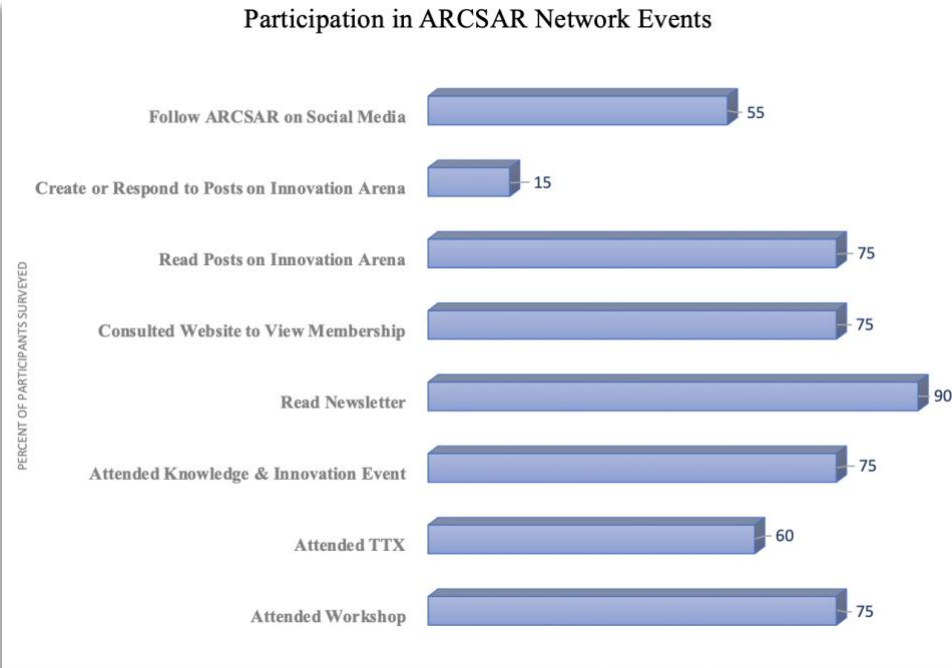 Participation in ARCSAR Network Events
PERCENT OF PARTICIPANTS SURVEYED
Follow ARCSAR on Social Media 55
Create or Respond to Posts on Innovation Arena 15
Read Posts on Innovation Arena 75
Consulted Website to View Membership 75
Read Newsletter 90
Attended Knowledge & Innovation Event 75
Attended TTX 60
Attended Workshop 75